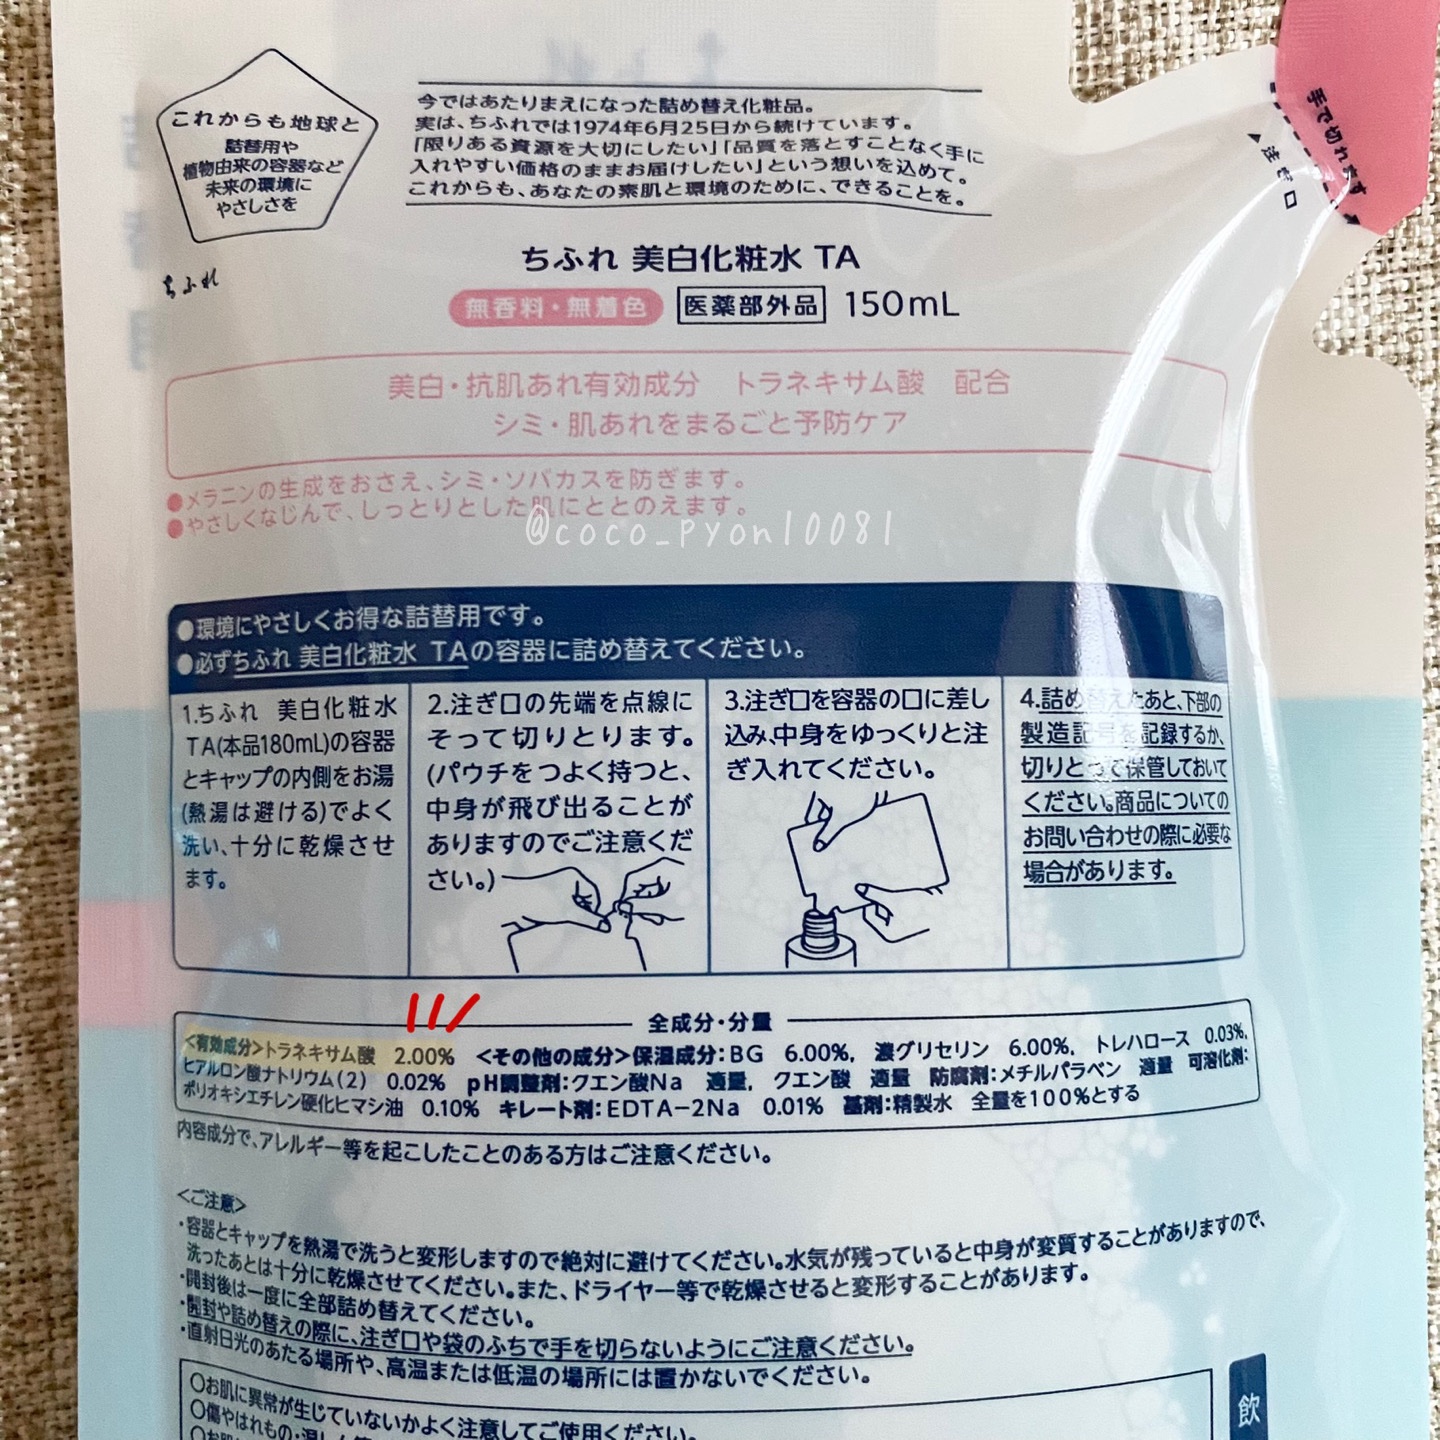 これからも地球と
詰替用や
植物由来の容器など
未来の環境に
やさしさを
ちふれ
今ではあたりまえになった詰め替え化粧品。
実は、ちふれでは1974年6月25日から続けています。
「限りある資源を大切にしたい」「品質を落とすことなく手に
入れやすい価格のままお届けしたい」という想いを込めて。
これからも、あなたの素肌と環境のために、できることを。
手で切れます
◀注ぎ口
ちふれ 美白化粧水 TA
無香料・無着色 医薬部外品 150mL
美白・抗肌あれ有効成分 トラネキサム酸 配合
シミ・肌あれをまるごと予防ケア
●メラニンの生成をおさえ、シミ・ソバカスを防ぎます。
●やさしくなじんで、しっとりとした肌にととのえます。
@coco_pyon10081
●環境にやさしくお得な詰替用です。
●必ずちふれ 美白化粧水 TAの容器に詰め替えてください。
1.ちふれ 美白化粧水
TA(本品180mL)の容器
とキャップの内側をお湯
(熱湯は避ける)でよく
洗い、十分に乾燥させ
ます。
2.注ぎ口の先端を点線に
そって切りとります。
(パウチをつよく持つと、
中身が飛び出ることが
ありますのでご注意くだ
さい。)
3.注ぎ口を容器の口に差し
込み、中身をゆっくりと注
ぎ入れてください。
4.詰め替えたあと、下部の
製造記号を記録するか、
切りとって保管しておいて
ください。商品についての
お問い合わせの際に必要な
場合があります。
全成分・分量
<有効成分>トラネキサム酸 2.00% <その他の成分>保湿成分:BG 6.00%, 濃グリセリン 6.00%, トレハロース 0.03%,
ヒアルロン酸ナトリウム(2) 0.02% pH調整剤:クエン酸Na 適量, クエン酸 適量 防腐剤:メチルパラベン 適量 可溶化剤:
ポリオキシエチレン硬化ヒマシ油 0.10% キレート剤:EDTA-2Na 0.01% 基剤:精製水 全量を100%とする
内容成分で、アレルギー等を起こしたことのある方はご注意ください。
<ご注意>
・容器とキャップを熱湯で洗うと変形しますので絶対に避けてください。水気が残っていると中身が変質することがありますので、
洗ったあとは十分に乾燥させてください。また、ドライヤー等で乾燥させると変形することがあります。
・開封後は一度に全部詰め替えてください。
・開封や詰め替えの際に、注ぎ口や袋のふちで手を切らないようにご注意ください。
・直射日光のあたる場所や、高温または低温の場所には置かないでください。
○お肌に異常が生じていないかよく注意してご使用ください。
○傷やはれもの・湿しん等
○お肌に
飲